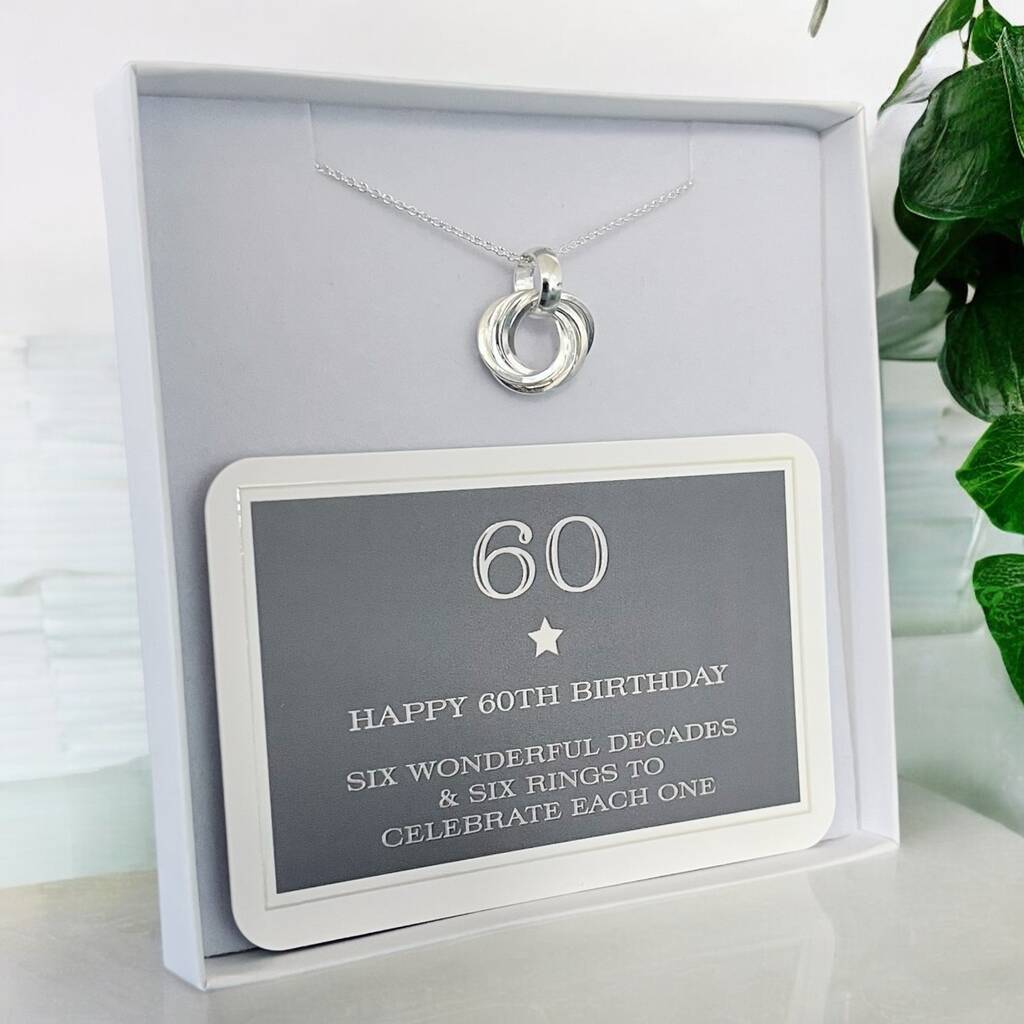 60
HAPPY 60TH BIRTHDAY
SIX WONDERFUL DECADES
& SIX RINGS TO
CELEBRATE EACH ONE